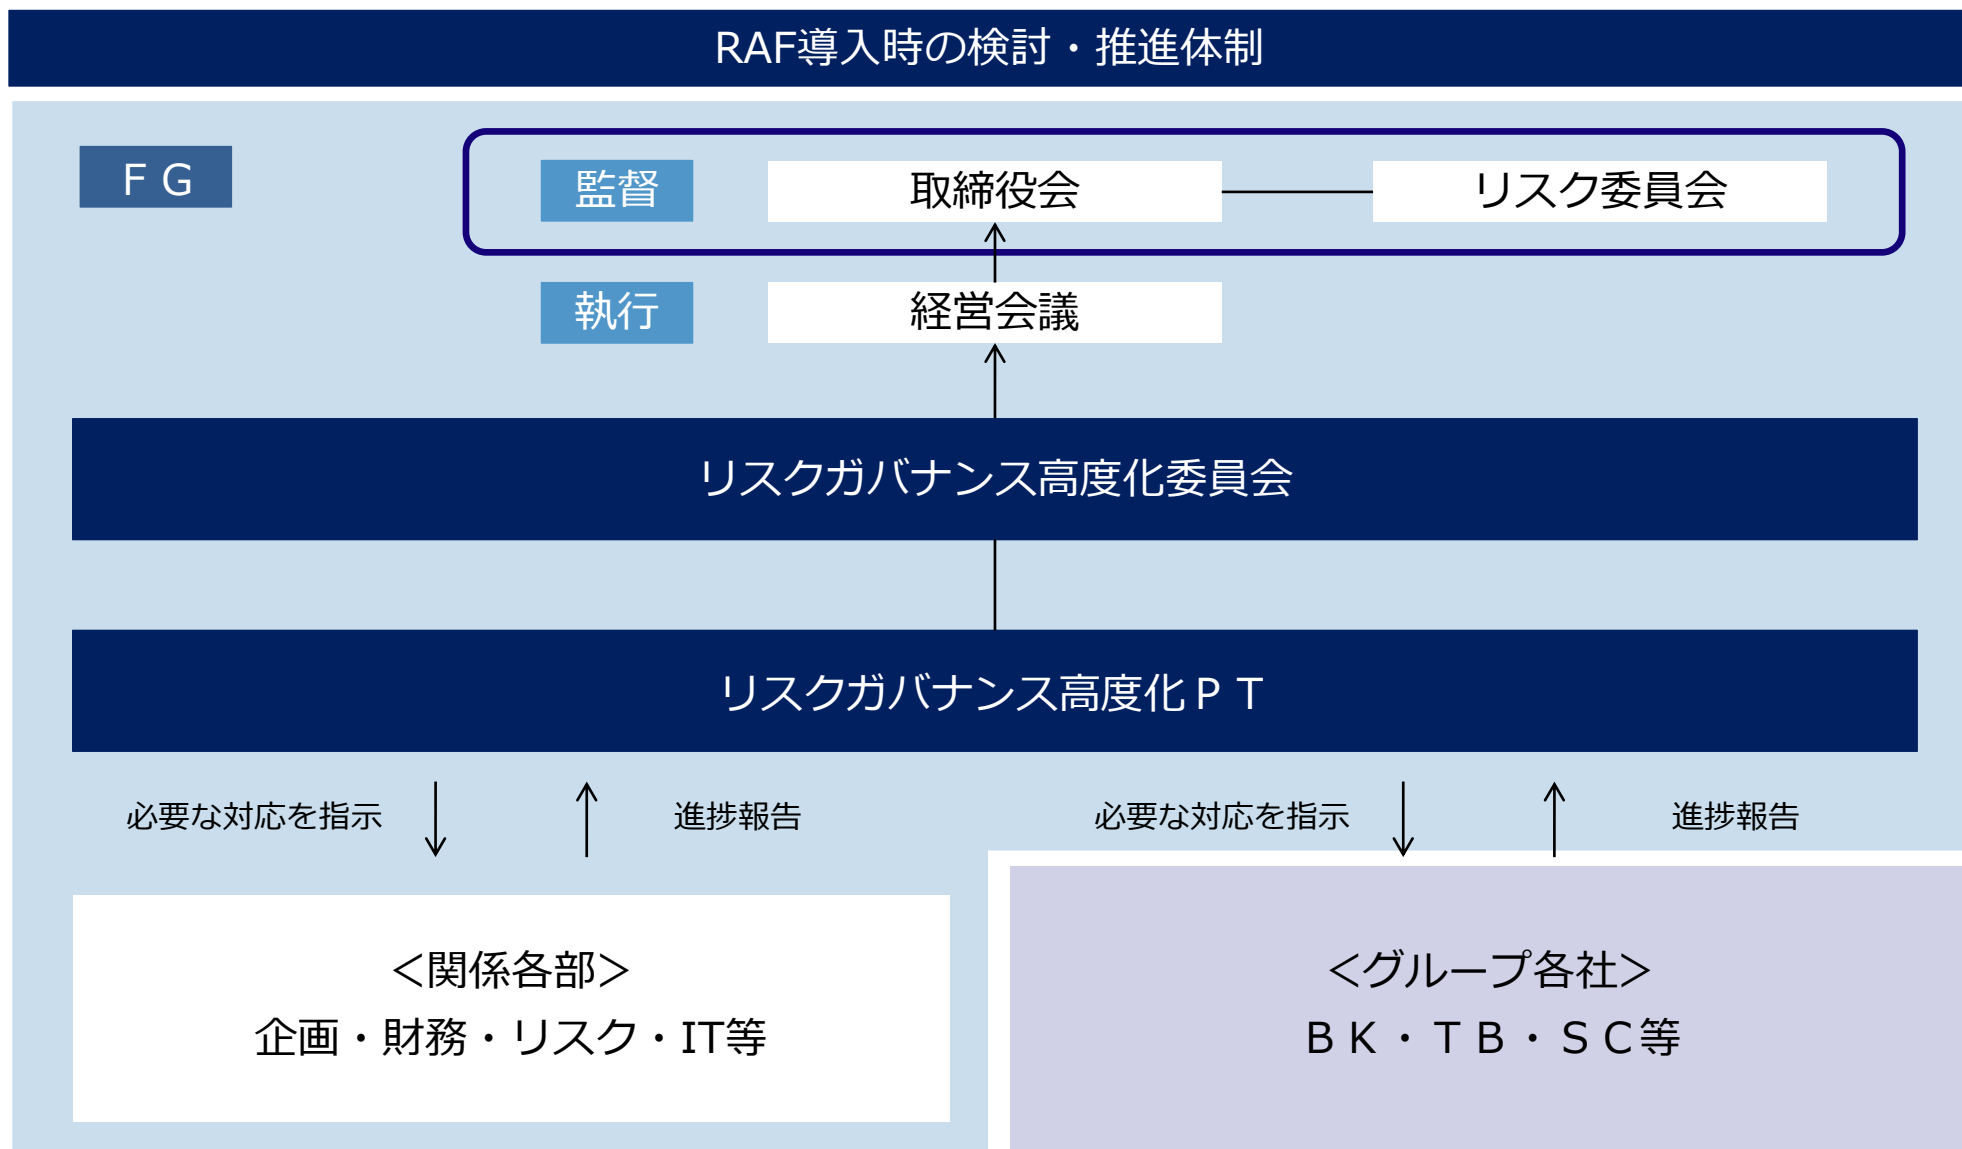 RAF導入時の検討・推進体制
ＦＧ
監督
取締役会
リスク委員会
執行
経営会議
リスクガバナンス高度化委員会
リスクガバナンス高度化ＰＴ
必要な対応を指示
進捗報告
必要な対応を指示
進捗報告
＜関係各部＞
企画・財務・リスク・IT等
＜グループ各社＞
ＢＫ・ＴＢ・ＳＣ等